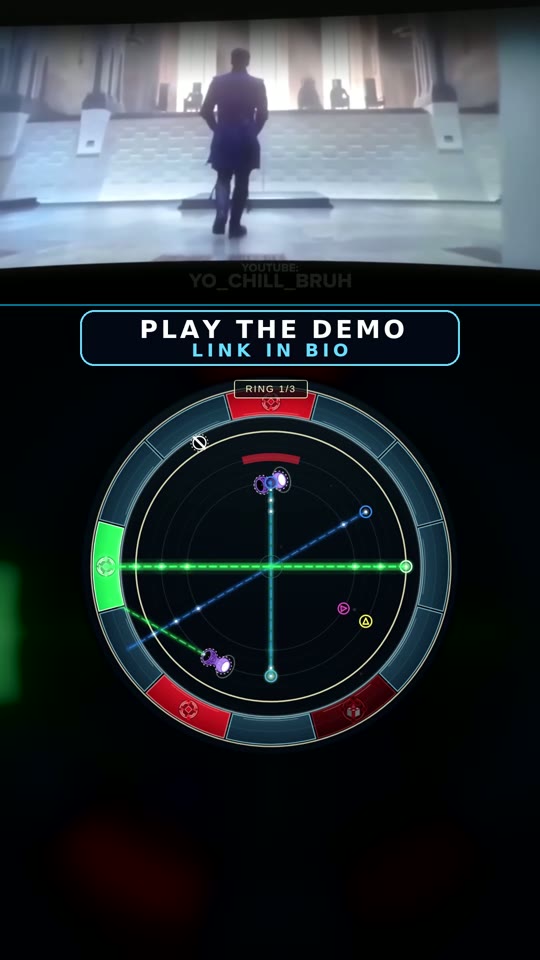 YOUTUBE:
YO_CHILL_BRUH
PLAY THE DEMO
LINK IN BIO
RING 1/3